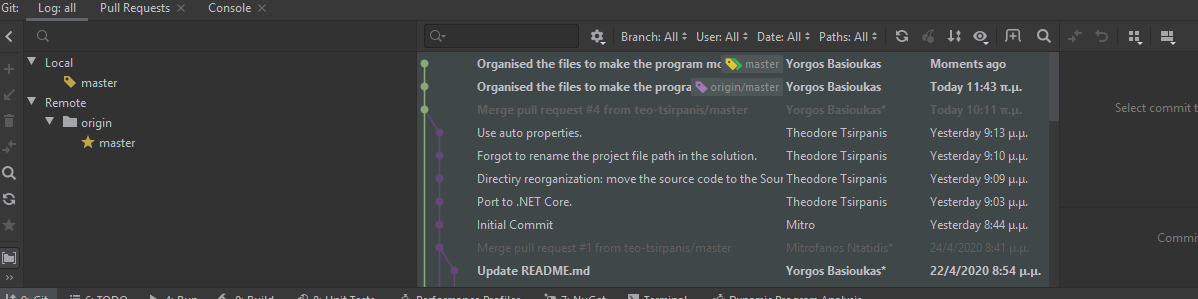 Git: Log: all Pull Requests Console
Branch: All User: All Date: All Paths: All
Local
master
Remote
origin
master
Organised the files to make the program mo master Yorgos Basioukas Moments ago
Organised the files to make the progra origin/master Yorgos Basioukas Today 11:43 π.μ.
Merge pull request #4 from teo-tsirpanis/master Yorgos Basioukas* Today 10:11 π.μ.
Use auto properties. Theodore Tsirpanis Yesterday 9:13 μ.μ.
Forgot to rename the project file path in the solution. Theodore Tsirpanis Yesterday 9:10 μ.μ.
Directiry reorganization: move the source code to the Sour Theodore Tsirpanis Yesterday 9:09 μ.μ.
Port to .NET Core. Theodore Tsirpanis Yesterday 9:03 μ.μ.
Initial Commit Mitro Yesterday 8:44 μ.μ.
Merge pull request #1 from teo-tsirpanis/master Mitrofanos Ntatidis* 24/4/2020 8:41 μ.μ.
Update README.md Yorgos Basioukas* 22/4/2020 8:54 μ.μ.
Select commit t
Commi
9: Git 6: TODO 4: Run 0: Build 8: Unit Tests Performance Profiler 7: NuGet Terminal Dynamic Program Analysis